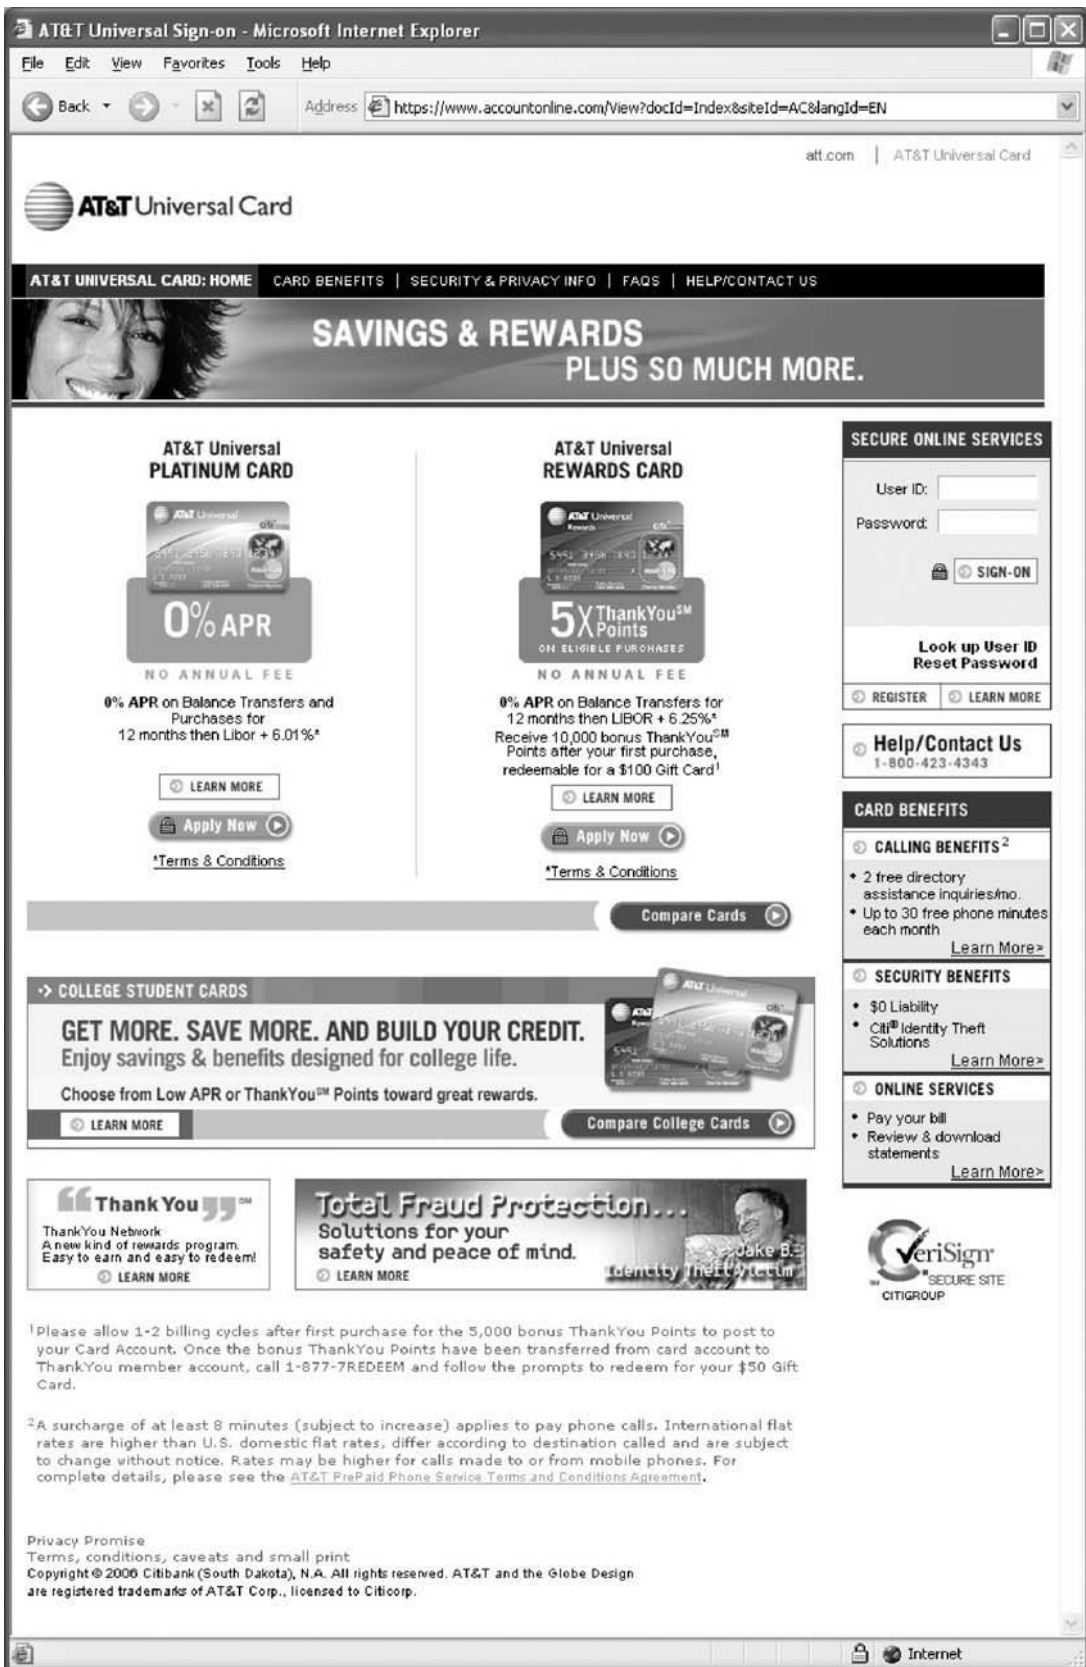 AT&T Universal Sign-on - Microsoft Internet Explorer
File Edit View Favorites Tools Help
Back Address https://www.accountonline.com/View?docId=Index&siteId=AC&langId=EN
att.com | AT&T Universal Card
AT&T Universal Card
AT&T UNIVERSAL CARD: HOME CARD BENEFITS | SECURITY & PRIVACY INFO | FAQS | HELP/CONTACT US
SAVINGS & REWARDS
PLUS SO MUCH MORE.
AT&T Universal
PLATINUM CARD
AT&T Universal
citi
0% APR
NO ANNUAL FEE
0% APR on Balance Transfers and
Purchases for
12 months then Libor + 6.01%*
LEARN MORE
Apply Now
*Terms & Conditions
AT&T Universal
REWARDS CARD
AT&T Universal
Rewards
citi
5X ThankYou℠
Points
ON ELIGIBLE PURCHASES
NO ANNUAL FEE
0% APR on Balance Transfers for
12 months then LIBOR + 6.25%*
Receive 10,000 bonus ThankYou℠
Points after your first purchase,
redeemable for a $100 Gift Card¹
LEARN MORE
Apply Now
*Terms & Conditions
Compare Cards
COLLEGE STUDENT CARDS
GET MORE. SAVE MORE. AND BUILD YOUR CREDIT.
Enjoy savings & benefits designed for college life.
Choose from Low APR or ThankYou℠ Points toward great rewards.
LEARN MORE
Compare College Cards
AT&T Universal
citi
Thank You ℠
ThankYou Network
A new kind of rewards program.
Easy to earn and easy to redeem!
LEARN MORE
Total Fraud Protection...
Solutions for your
safety and peace of mind.
LEARN MORE
Jake B.
Identity Theft Victim
SECURE ONLINE SERVICES
User ID:
Password:
SIGN-ON
Look up User ID
Reset Password
REGISTER LEARN MORE
Help/Contact Us
1-800-423-4343
CARD BENEFITS
CALLING BENEFITS²
• 2 free directory
assistance inquiries/mo.
• Up to 30 free phone minutes
each month
Learn More>
SECURITY BENEFITS
• $0 Liability
• Citi® Identity Theft
Solutions
Learn More>
ONLINE SERVICES
• Pay your bill
• Review & download
statements
Learn More>
VeriSign
SECURE SITE
CITIGROUP
¹Please allow 1-2 billing cycles after first purchase for the 5,000 bonus ThankYou Points to post to
your Card Account. Once the bonus ThankYou Points have been transferred from card account to
ThankYou member account, call 1-877-7REDEEM and follow the prompts to redeem for your $50 Gift
Card.
²A surcharge of at least 8 minutes (subject to increase) applies to pay phone calls. International flat
rates are higher than U.S. domestic flat rates, differ according to destination called and are subject
to change without notice. Rates may be higher for calls made to or from mobile phones. For
complete details, please see the AT&T PrePaid Phone Service Terms and Conditions Agreement.
Privacy Promise
Terms, conditions, caveats and small print
Copyright © 2006 Citibank (South Dakota), N.A. All rights reserved. AT&T and the Globe Design
are registered trademarks of AT&T Corp., licensed to Citicorp.
Internet